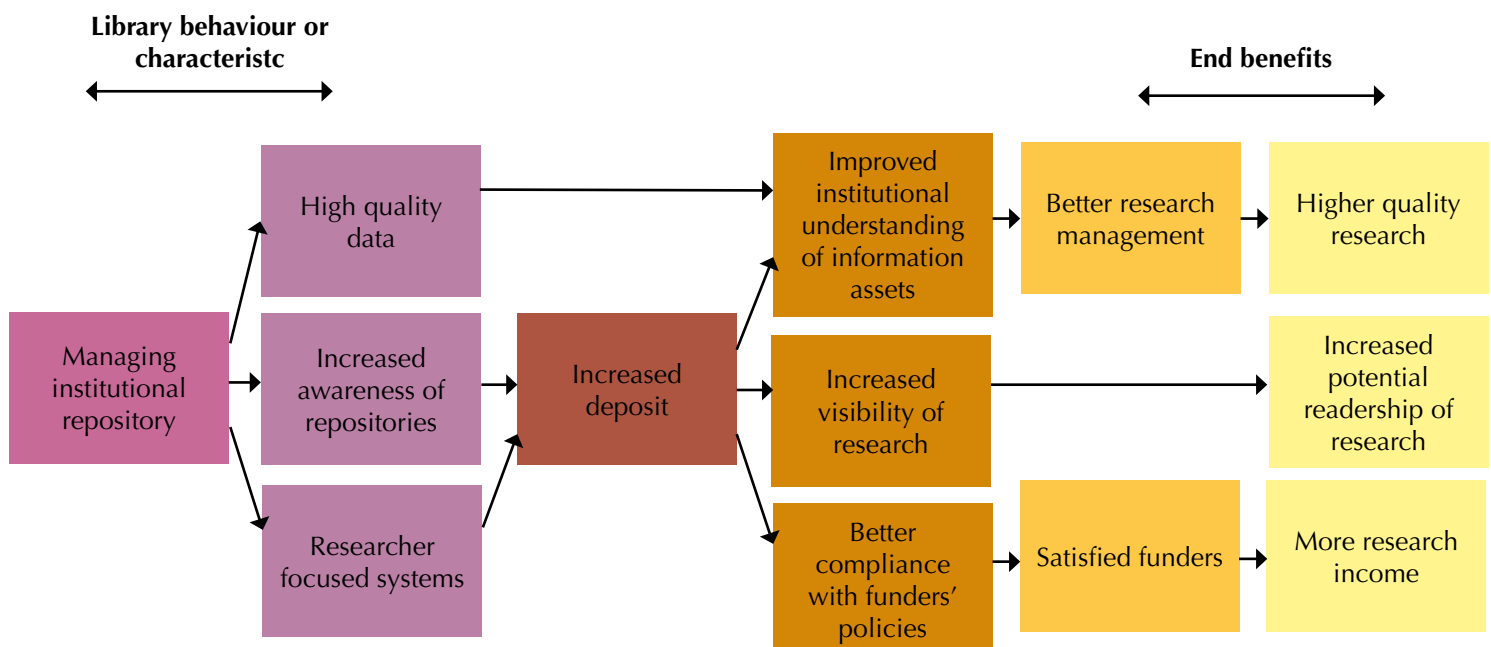 Library behaviour or
characteristc
End benefits
High quality
data
Improved
institutional
understanding
of information
assets
Better research
management
Higher quality
research
Managing
institutional
repository
Increased
awareness of
repositories
Increased
deposit
Increased
visibility of
research
Increased
potential
readership of
research
Researcher
focused systems
Better
compliance
with funders’
policies
Satisfied funders
More research
income